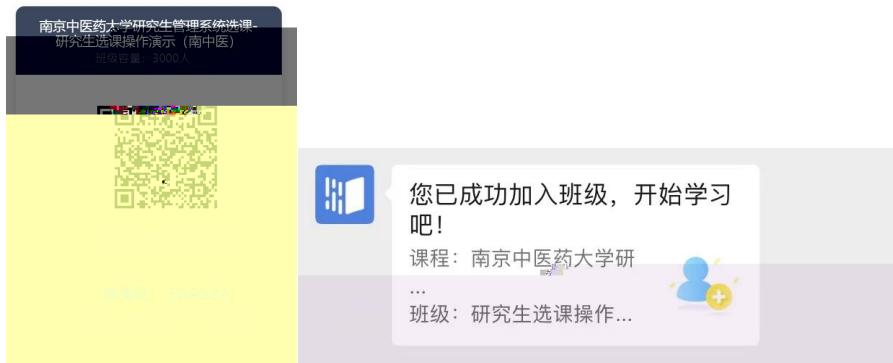 南京中医药大学研究生管理系统选课-
研究生选课操作演示（南中医）
班级容量：3000人
您已成功加入班级，开始学习
吧！
课程：南京中医药大学研
...
班级：研究生选课操作...